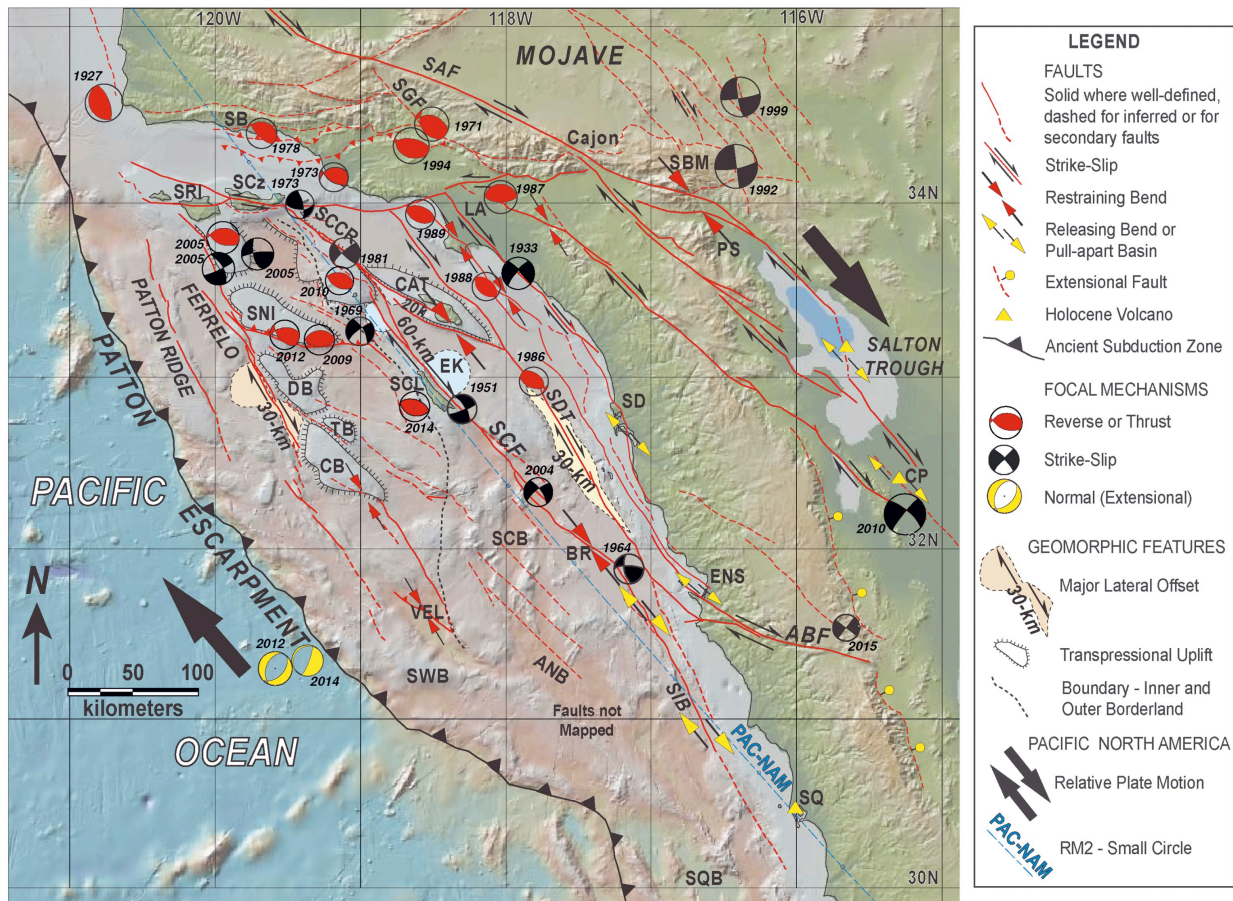 120W
118W
116W
MOJAVE
1927
SAF
SGF
1971
1999
SB
1978
1994
Cajon
SBM
1992
1973
1973
SRI
SCz
1987
34N
LA
SCCR
1989
PS
2005
2005
2005
1981
1933
1988
2010
CAT
20k
PATTON RIDGE
FERRELO
SNI
1969
60-km
SALTON
TROUGH
2012
2009
EK
1986
PATTON
DB
SCL
1951
SDT
SD
2014
30-km
TB
SCF
30-km
CB
2004
CP
PACIFIC
2010
ESCARPMENT
SCB
1964
32N
BR
ENS
N
VEL
ABF
2015
2012
2014
0 50 100
kilometers
SWB
ANB
SIB
Faults not
Mapped
OCEAN
PAC-NAM
SQ
SQB
30N
LEGEND
FAULTS
Solid where well-defined,
dashed for inferred or for
secondary faults
Strike-Slip
Restraining Bend
Releasing Bend or
Pull-apart Basin
Extensional Fault
Holocene Volcano
Ancient Subduction Zone
FOCAL MECHANISMS
Reverse or Thrust
Strike-Slip
Normal (Extensional)
GEOMORPHIC FEATURES
Major Lateral Offset
30-km
Transpressional Uplift
Boundary - Inner and
Outer Borderland
PACIFIC NORTH AMERICA
Relative Plate Motion
PAC-NAM
RM2 - Small Circle